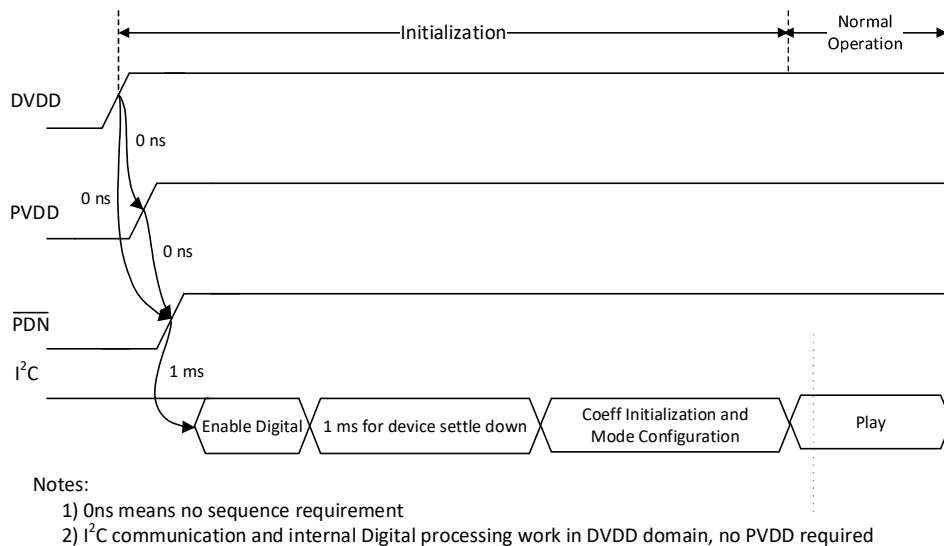 Initialization
Normal
Operation
DVDD
0 ns
0 ns
PVDD
0 ns
PDN
I²C
1 ms
Enable Digital
1 ms for device settle down
Coeff Initialization and
Mode Configuration
Play
Notes:
1) 0ns means no sequence requirement
2) I²C communication and internal Digital processing work in DVDD domain, no PVDD required